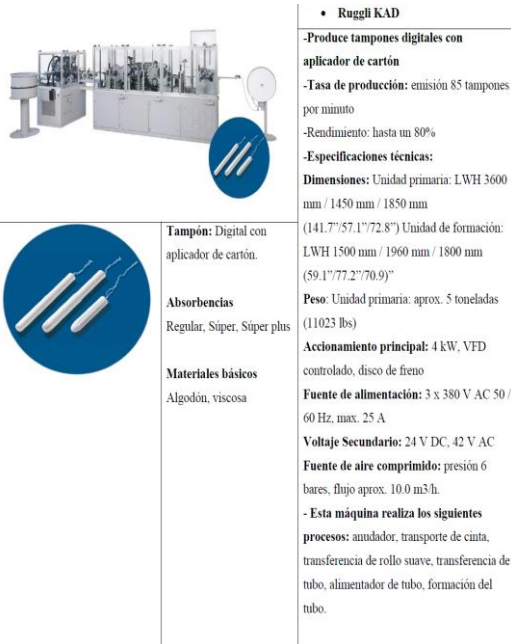 • Ruggli KAD
-Produce tampones digitales con
aplicador de cartón
-Tasa de producción: emisión 85 tampones
por minuto
-Rendimiento: hasta un 80%
-Especificaciones técnicas:
Dimensiones: Unidad primaria: LWH 3600
mm / 1450 mm / 1850 mm
(141.7”/57.1”/72.8”) Unidad de formación:
LWH 1500 mm / 1960 mm / 1800 mm
(59.1”/77.2”/70.9)”
Peso: Unidad primaria: aprox. 5 toneladas
(11023 lbs)
Accionamiento principal: 4 kW, VFD
controlado, disco de freno
Fuente de alimentación: 3 x 380 V AC 50 /
60 Hz, max. 25 A
Voltaje Secundario: 24 V DC, 42 V AC
Fuente de aire comprimido: presión 6
bares, flujo aprox. 10.0 m3/h.
- Esta máquina realiza los siguientes
procesos: anudador, transporte de cinta,
transferencia de rollo suave, transferencia de
tubo, alimentador de tubo, formación del
tubo.
Tampón: Digital con
aplicador de cartón.
Absorbencias
Regular, Súper, Súper plus
Materiales básicos
Algodón, viscosa